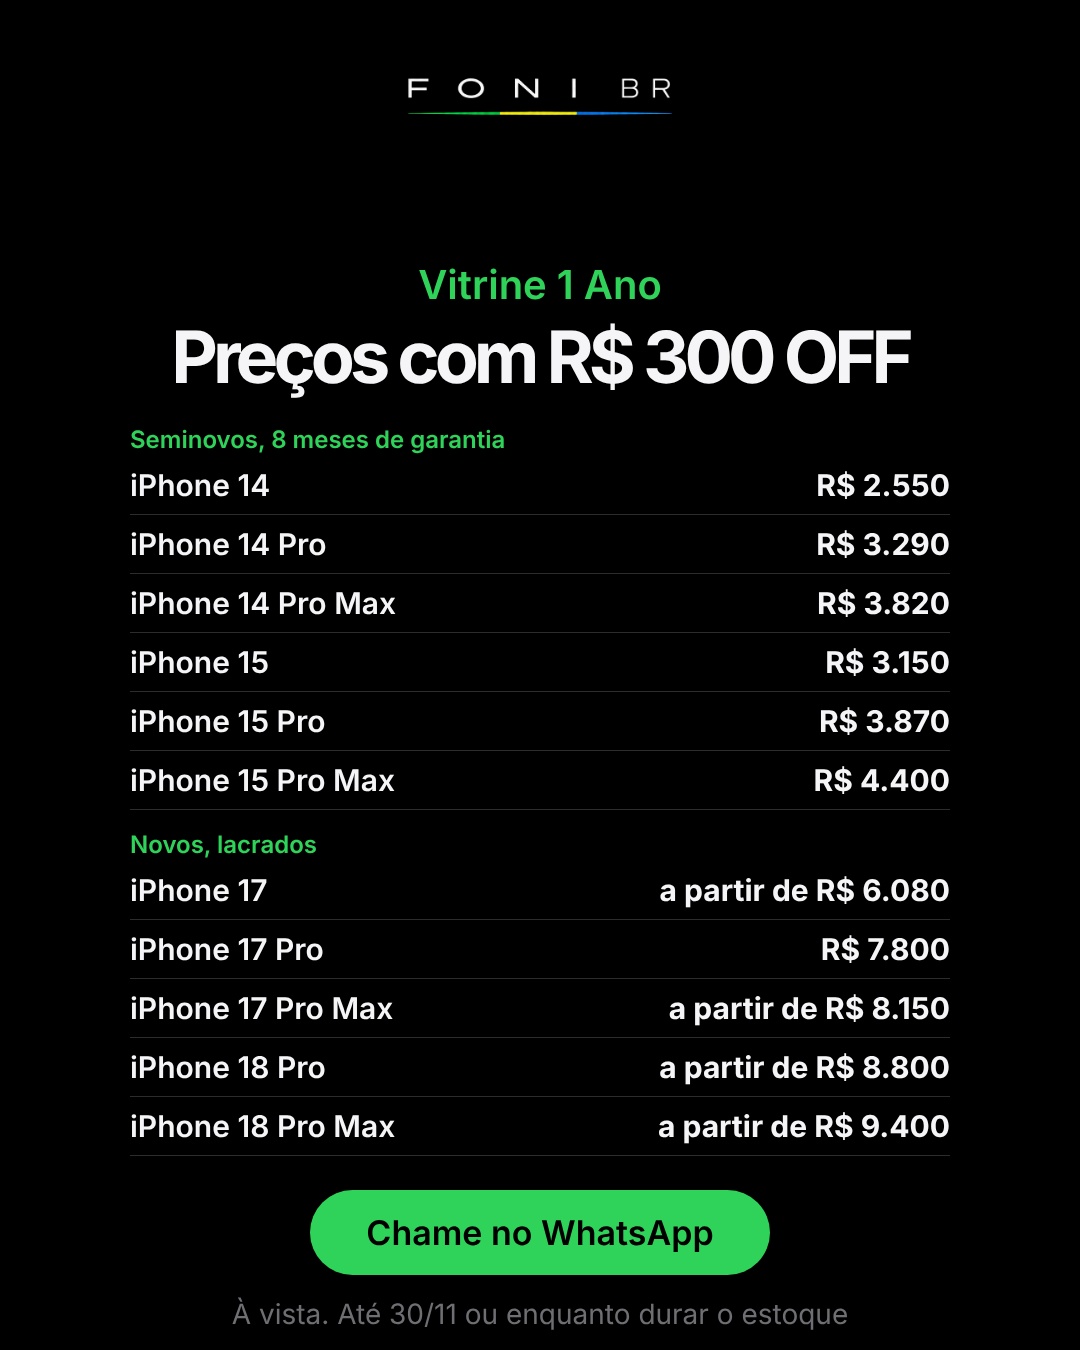 FONI BR
Vitrine 1 Ano
Preços com R$ 300 OFF
Seminovos, 8 meses de garantia
iPhone 14 R$ 2.550
iPhone 14 Pro R$ 3.290
iPhone 14 Pro Max R$ 3.820
iPhone 15 R$ 3.150
iPhone 15 Pro R$ 3.870
iPhone 15 Pro Max R$ 4.400
Novos, lacrados
iPhone 17 a partir de R$ 6.080
iPhone 17 Pro R$ 7.800
iPhone 17 Pro Max a partir de R$ 8.150
iPhone 18 Pro a partir de R$ 8.800
iPhone 18 Pro Max a partir de R$ 9.400
Chame no WhatsApp
À vista. Até 30/11 ou enquanto durar o estoque